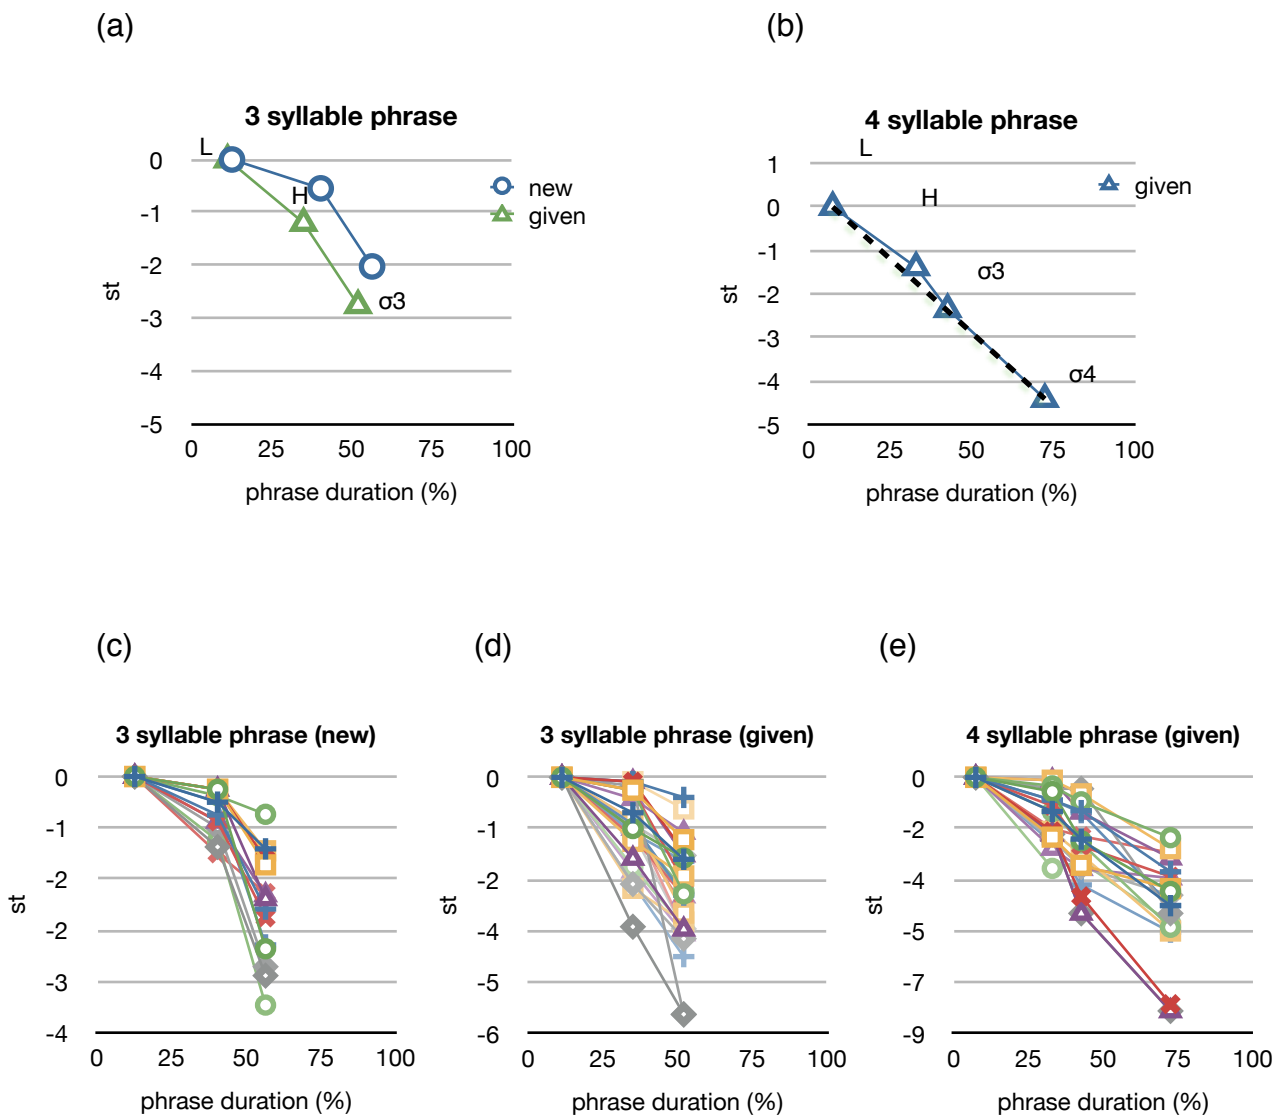 (a)
3 syllable phrase
L
H
σ3
new
given
0
-1
-2
-3
-4
-5
st
0 25 50 75 100
phrase duration (%)
(b)
4 syllable phrase
L
H
σ3
σ4
given
1
0
-1
-2
-3
-4
-5
st
0 25 50 75 100
phrase duration (%)
(c)
3 syllable phrase (new)
0
-1
-1
-2
-2
-3
-4
st
0 25 50 75 100
phrase duration (%)
(d)
3 syllable phrase (given)
0
-1
-2
-4
-5
-6
st
0 25 50 75 100
phrase duration (%)
(e)
4 syllable phrase (given)
0
-2
-4
-5
-7
-9
st
0 25 50 75 100
phrase duration (%)